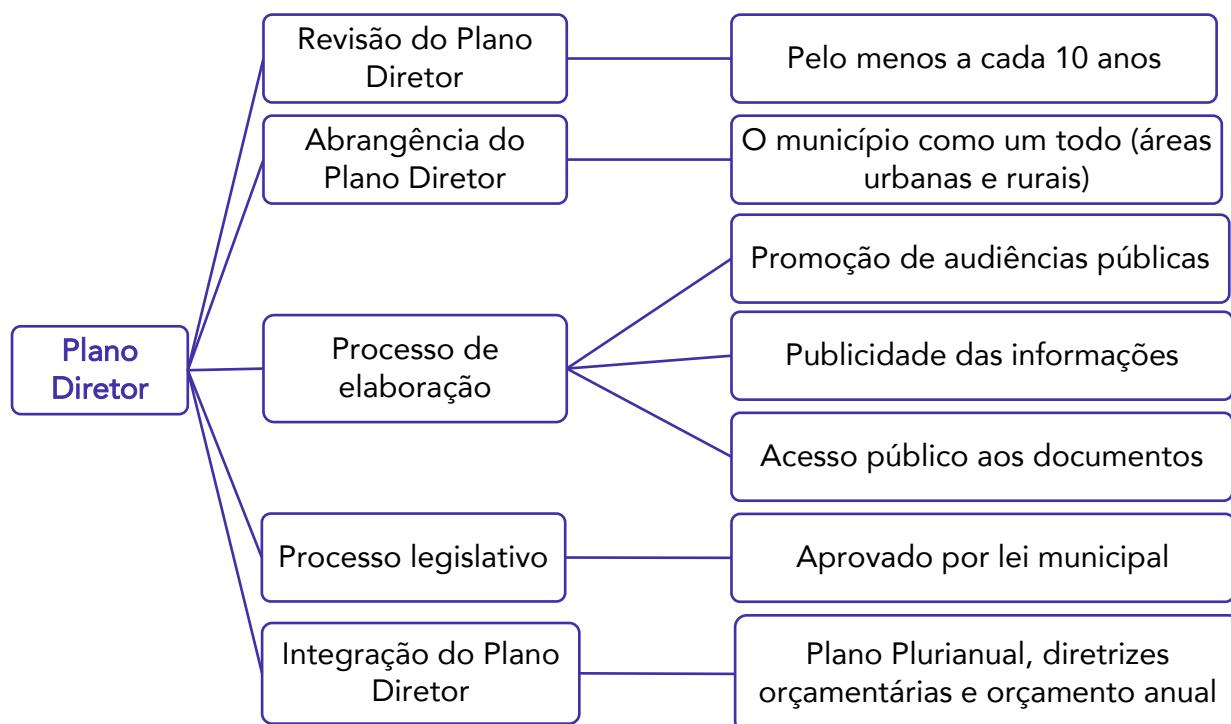 Revisão do Plano
Diretor
Pelo menos a cada 10 anos
Abrangência do
Plano Diretor
O município como um todo (áreas
urbanas e rurais)
Plano
Diretor
Processo de
elaboração
Promoção de audiências públicas
Publicidade das informações
Acesso público aos documentos
Processo legislativo
Aprovado por lei municipal
Integração do Plano
Diretor
Plano Plurianual, diretrizes
orçamentárias e orçamento anual